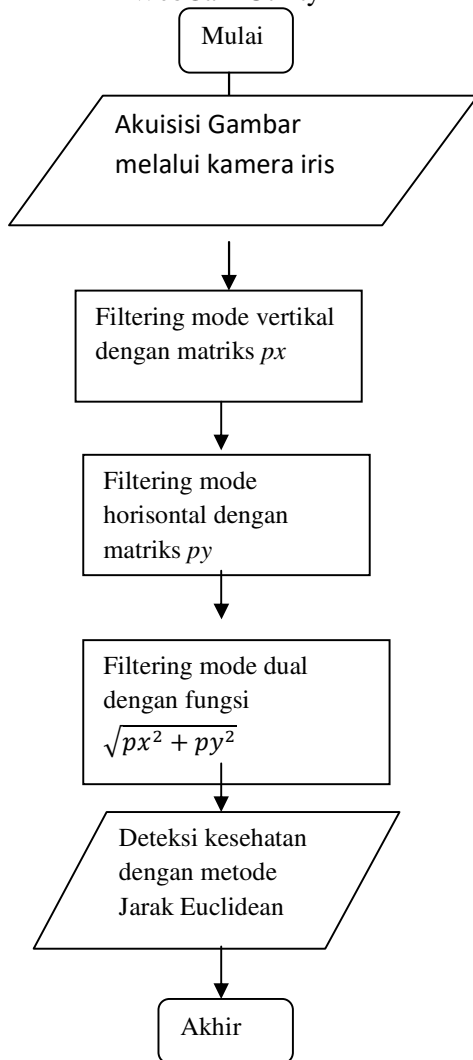 Mulai
Akuisisi Gambar
melalui kamera iris
Filtering mode vertikal
dengan matriks px
Filtering mode
horisontal dengan
matriks py
Filtering mode dual
dengan fungsi
√(px² + py²)
Deteksi kesehatan
dengan metode
Jarak Euclidean
Akhir